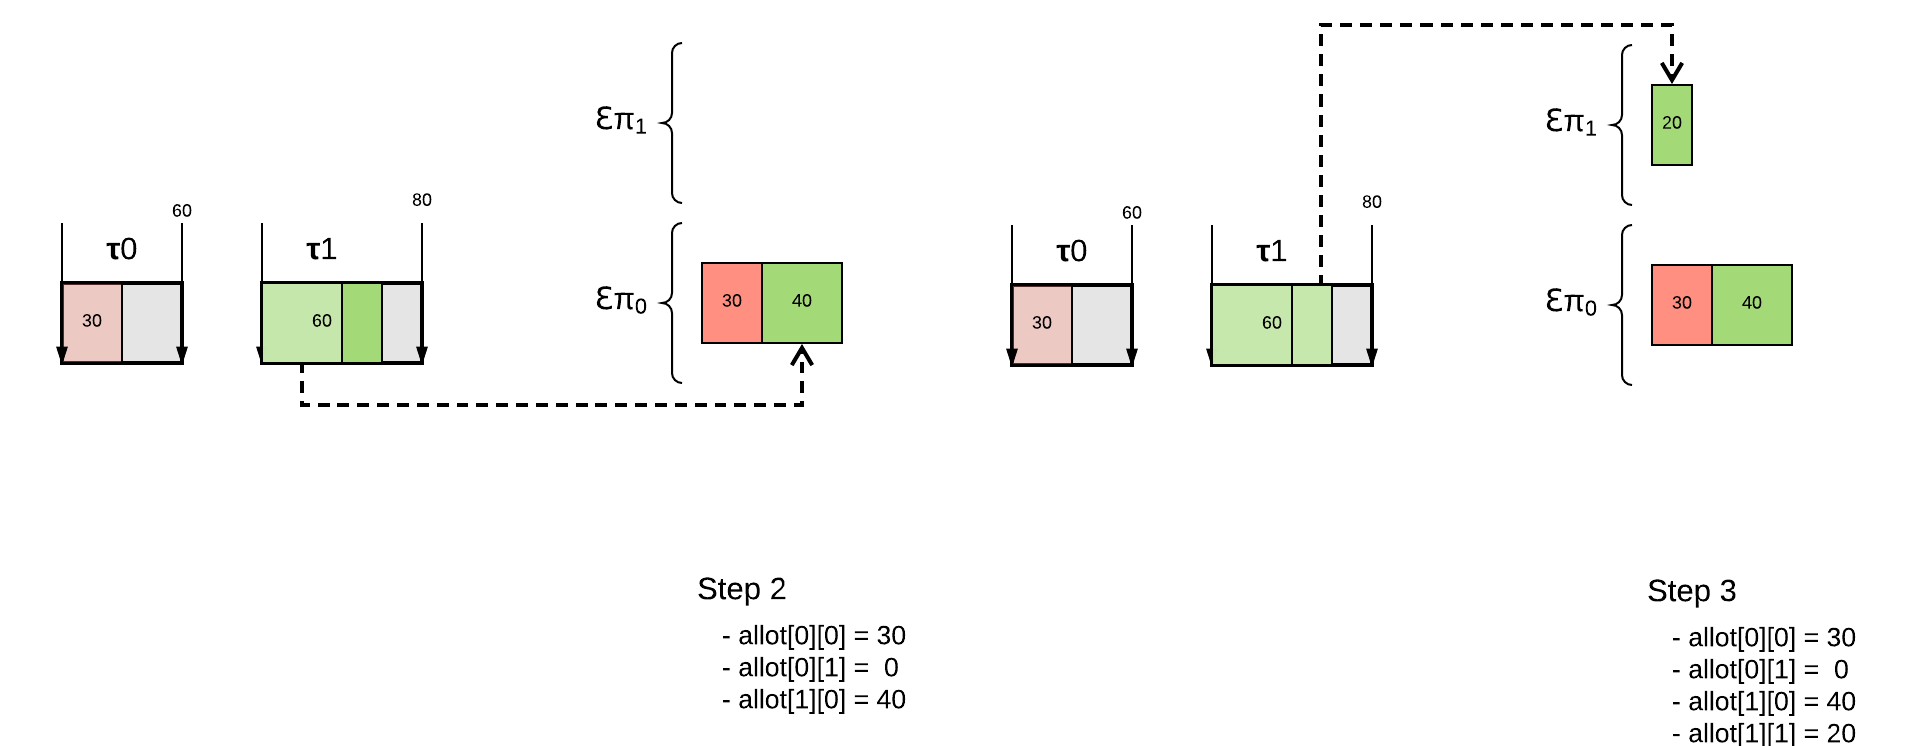 επ1
60
80
τ0
τ1
30
60
επ0
30
40
Step 2
- allot[0][0] = 30
- allot[0][1] = 0
- allot[1][0] = 40
επ1
20
60
80
τ0
τ1
30
60
επ0
30
40
Step 3
- allot[0][0] = 30
- allot[0][1] = 0
- allot[1][0] = 40
- allot[1][1] = 20